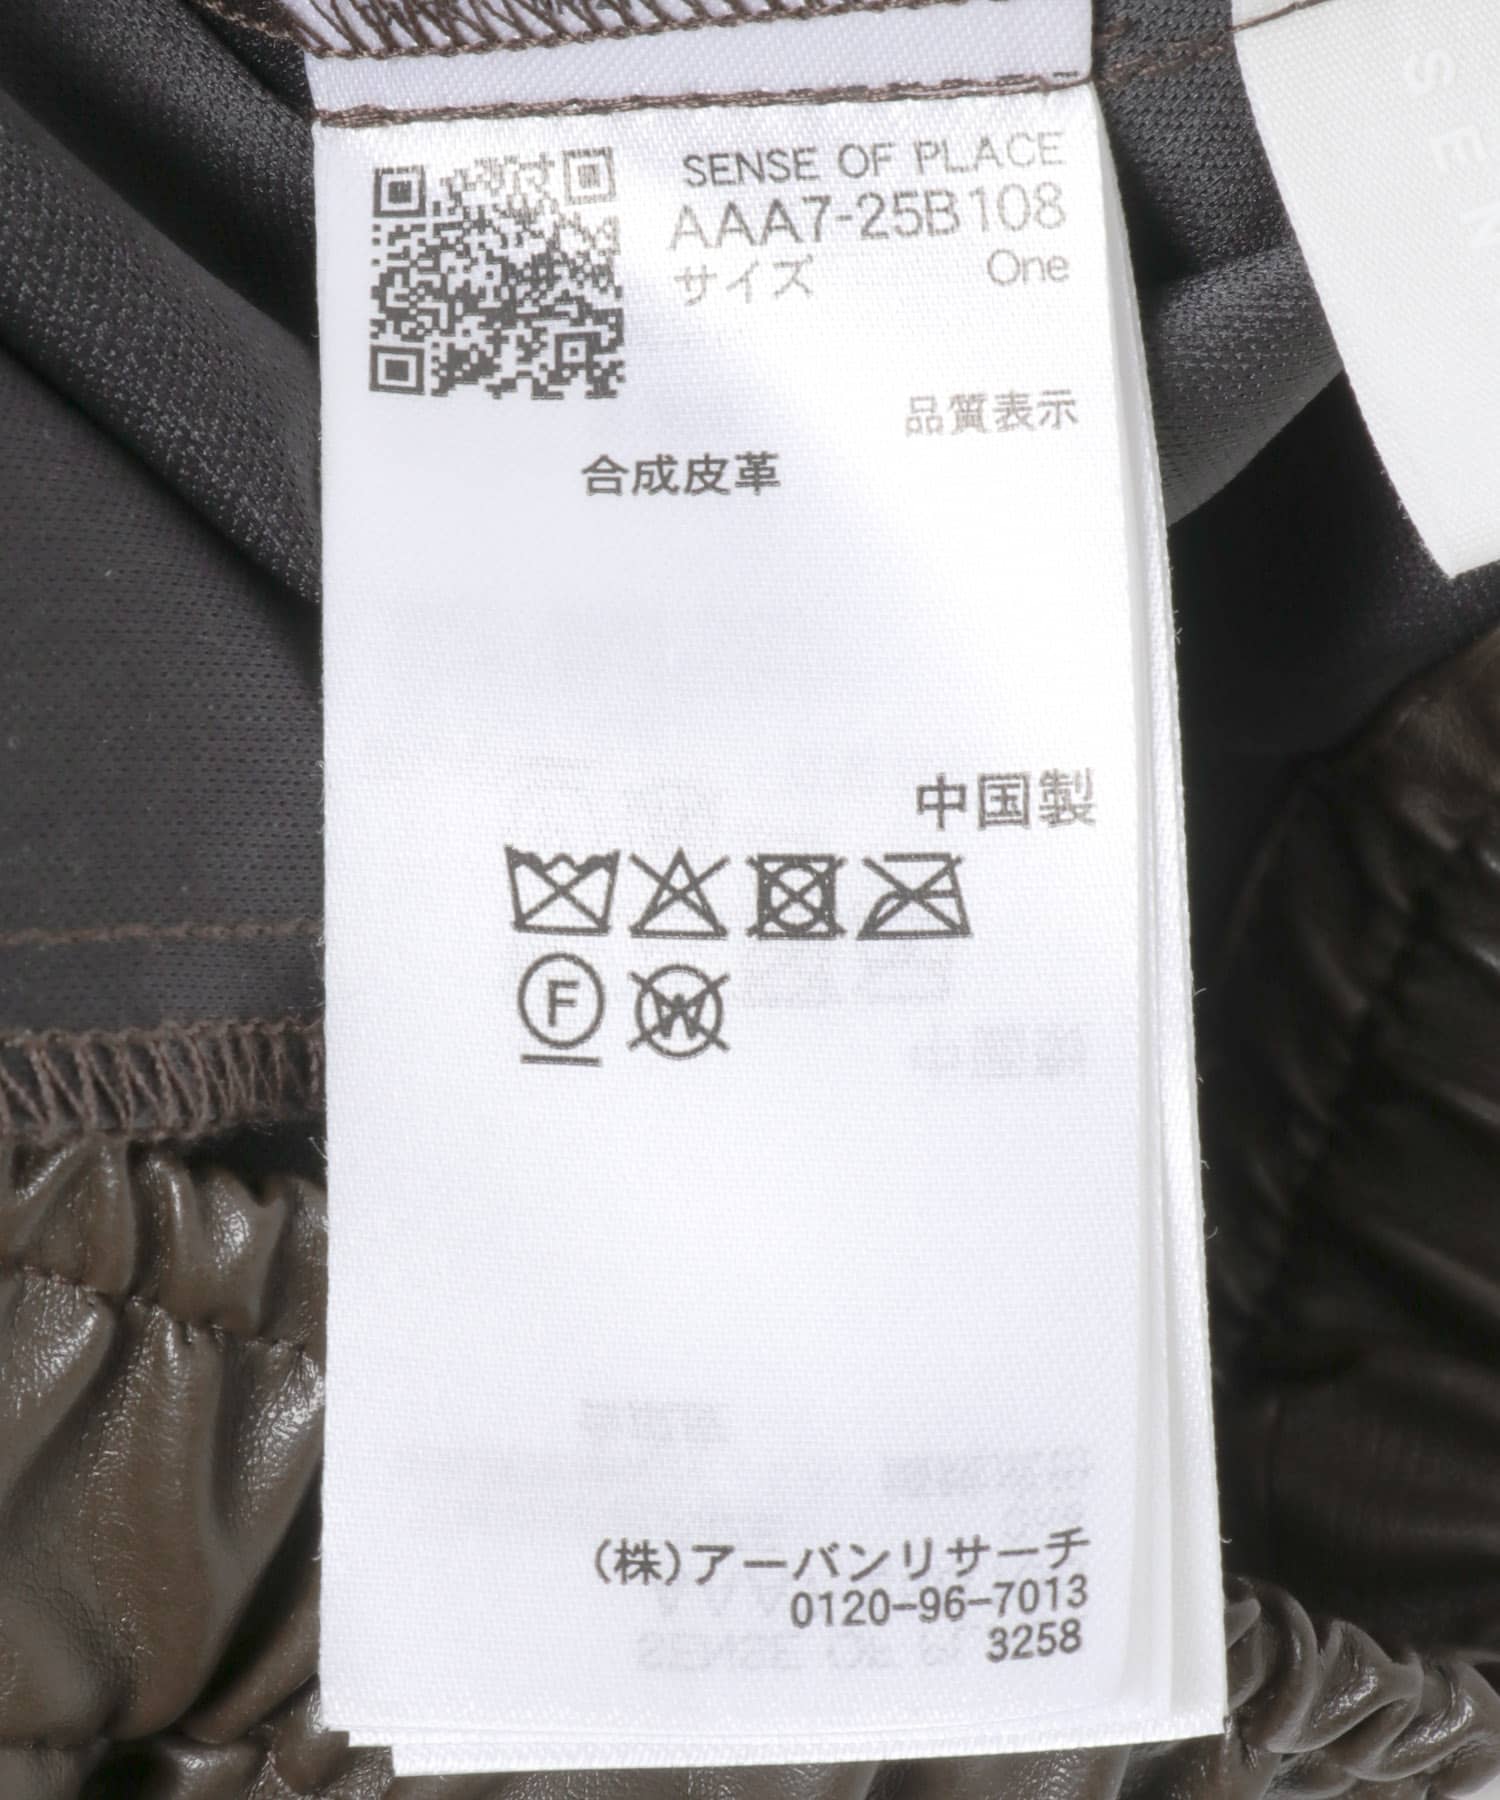 SENSE OF PLACE
AAA7-25B108
サイズ One
品質表示
合成皮革
中国製
F W
(株)アーバンリサーチ
0120-96-7013
3258
SEN